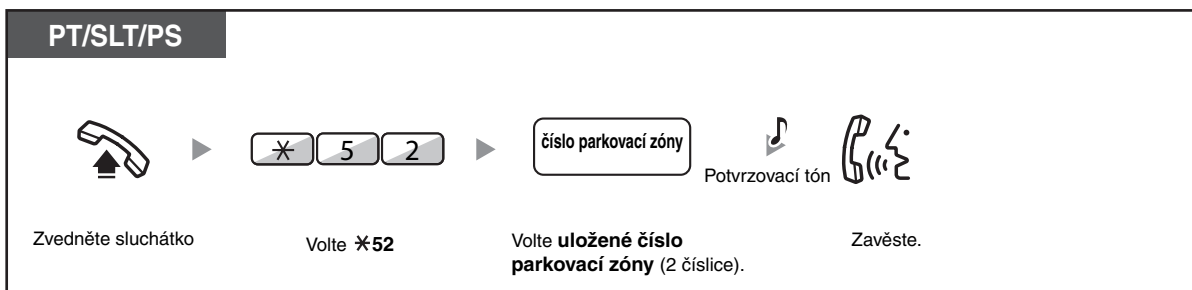 PT/SLT/PS
✳ 5 2
číslo parkovací zóny
Potvrzovací tón
Zvedněte sluchátko
Volte ✳52
Volte uložené číslo
parkovací zóny (2 číslice).
Zavěste.